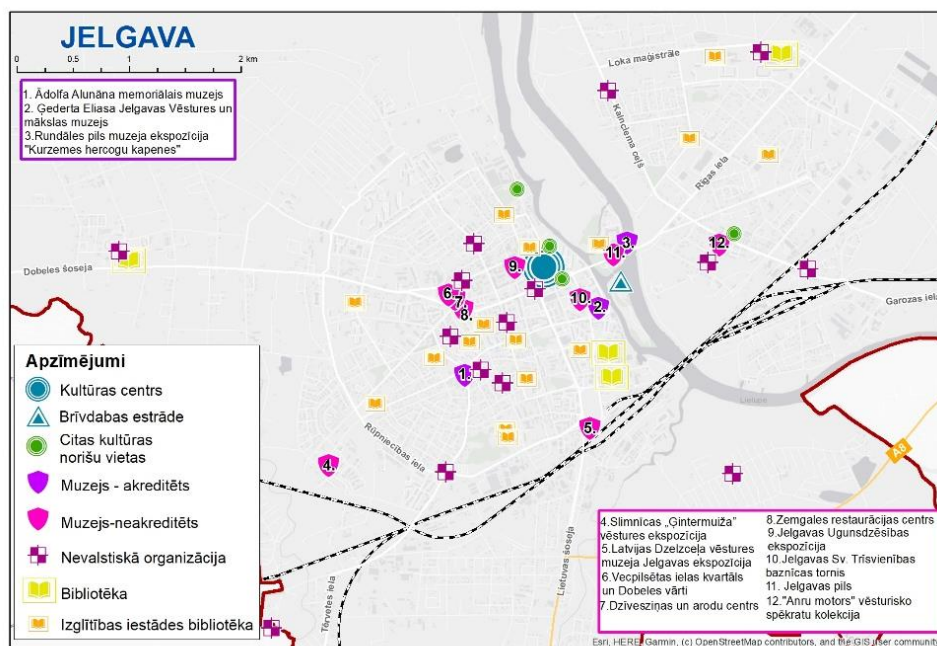 JELGAVA
0 0.5 1 2 km
1. Ādolfa Alunāna memoriālais muzejs
2. Ģederta Eliasa Jelgavas Vēstures un
mākslas muzejs
3.Rundāles pils muzeja ekspozīcija
"Kurzemes hercogu kapenes"
Loka maģistrāle
Kalnciema ceļš
Rīgas iela
Dobeles šoseja
Garozas iela
Lielupe
Rūpniecības iela
Tērvetes iela
Lietuvas šoseja
A8
3.
11.
12.
9.
6.
7.
8.
10.
2.
1.
5.
4.
Apzīmējumi
Kultūras centrs
Brīvdabas estrāde
Citas kultūras
norišu vietas
Muzejs - akreditēts
Muzejs-neakreditēts
Nevalstiskā organizācija
Bibliotēka
Izglītības iestādes bibliotēka
4.Slimnīcas „Ģintermuiža”
vēstures ekspozīcija
5.Latvijas Dzelzceļa vēstures
muzeja Jelgavas ekspozīcija
6.Vecpilsētas ielas kvartāls
un Dobeles vārti
7.Dzīvesziņas un arodu centrs
8.Zemgales restaurācijas centrs
9.Jelgavas Ugunsdzēsības
ekspozīcija
10.Jelgavas Sv. Trīsvienības
baznīcas tornis
11. Jelgavas pils
12."Anru motors" vēsturisko
spēkratu kolekcija
Esri, HERE, Garmin, (c) OpenStreetMap contributors, and the GIS user community